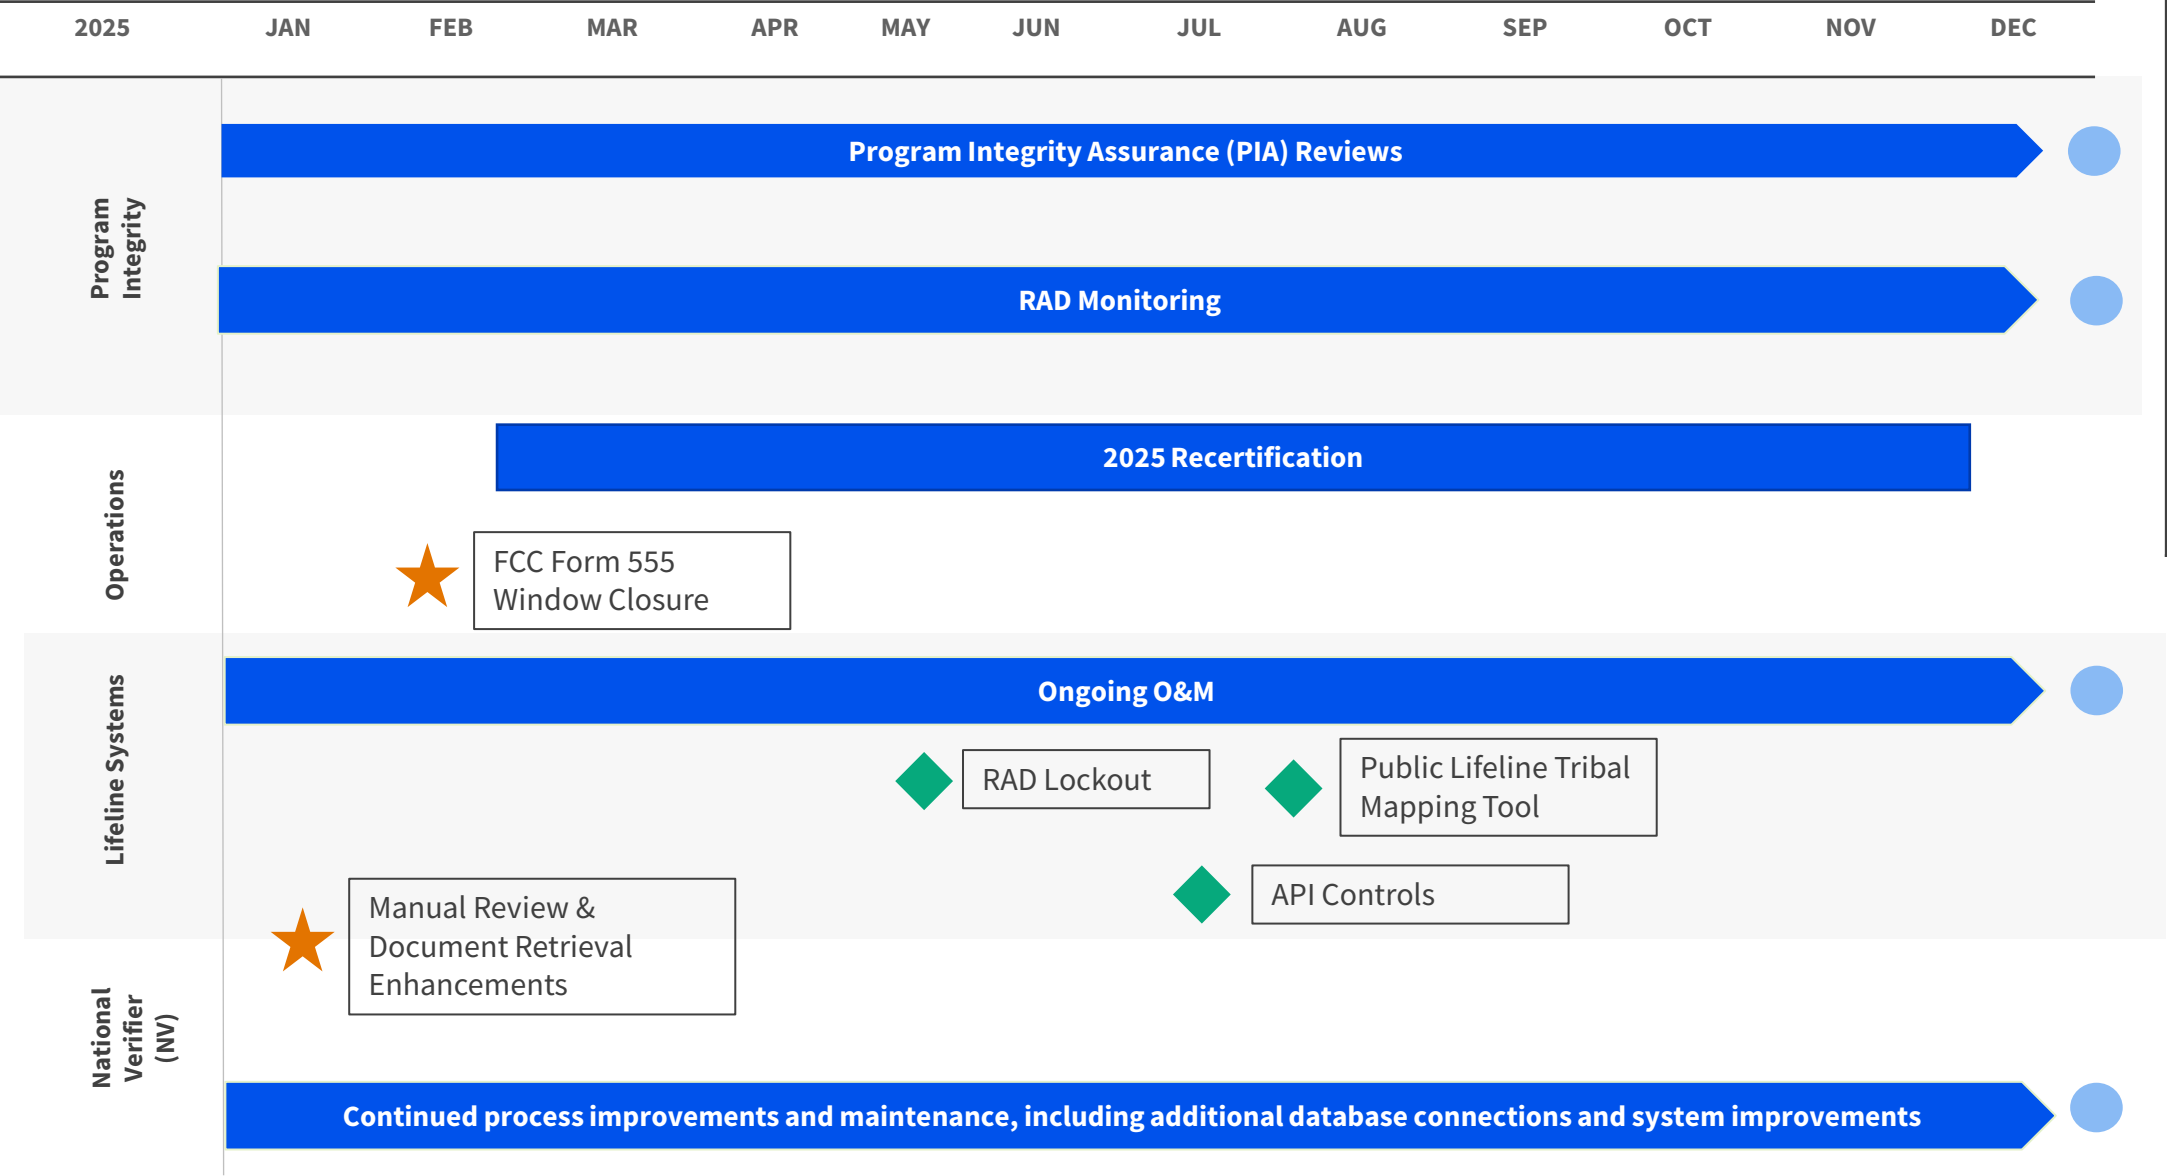 2025 JAN FEB MAR APR MAY JUN JUL AUG SEP OCT NOV DEC
Program
Integrity
Program Integrity Assurance (PIA) Reviews
RAD Monitoring
Operations
2025 Recertification
FCC Form 555
Window Closure
Lifeline Systems
Ongoing O&M
RAD Lockout
Public Lifeline Tribal
Mapping Tool
API Controls
National
Verifier
(NV)
Manual Review &
Document Retrieval
Enhancements
Continued process improvements and maintenance, including additional database connections and system improvements